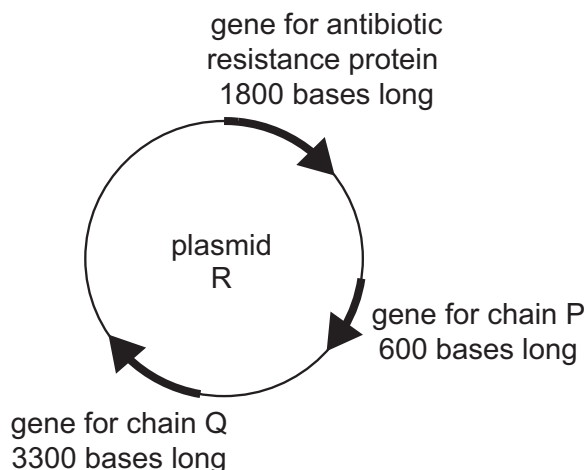 gene for antibiotic
resistance protein
1800 bases long
plasmid
R
gene for chain P
600 bases long
gene for chain Q
3300 bases long